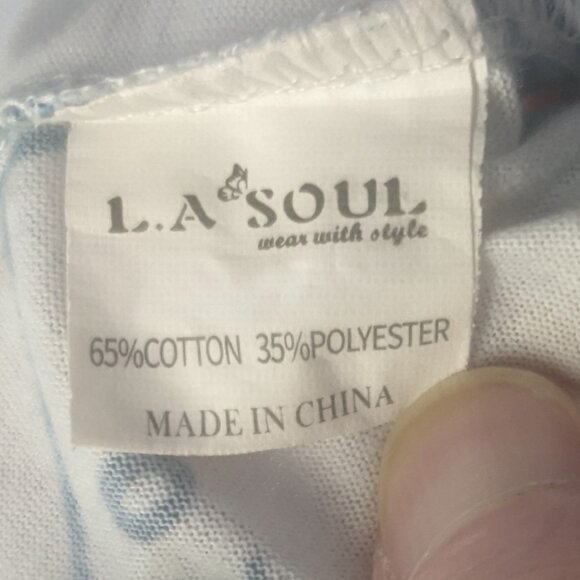 L.A SOUL
wear with style
65%COTTON 35%POLYESTER
MADE IN CHINA